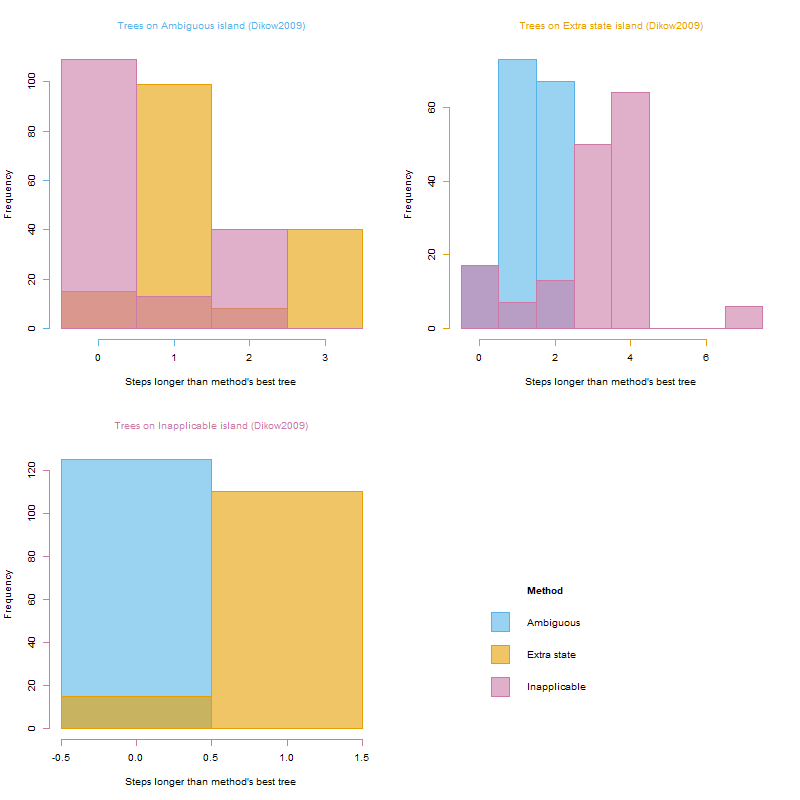 Trees on Ambiguous island (Dikow2009)
Frequency
0 20 40 60 80 100
0 1 2 3
Steps longer than method's best tree
Trees on Extra state island (Dikow2009)
Frequency
0 20 40 60
0 2 4 6
Steps longer than method's best tree
Trees on Inapplicable island (Dikow2009)
Frequency
0 20 40 60 80 100 120
-0.5 0.0 0.5 1.0 1.5
Steps longer than method's best tree
Method
Ambiguous
Extra state
Inapplicable